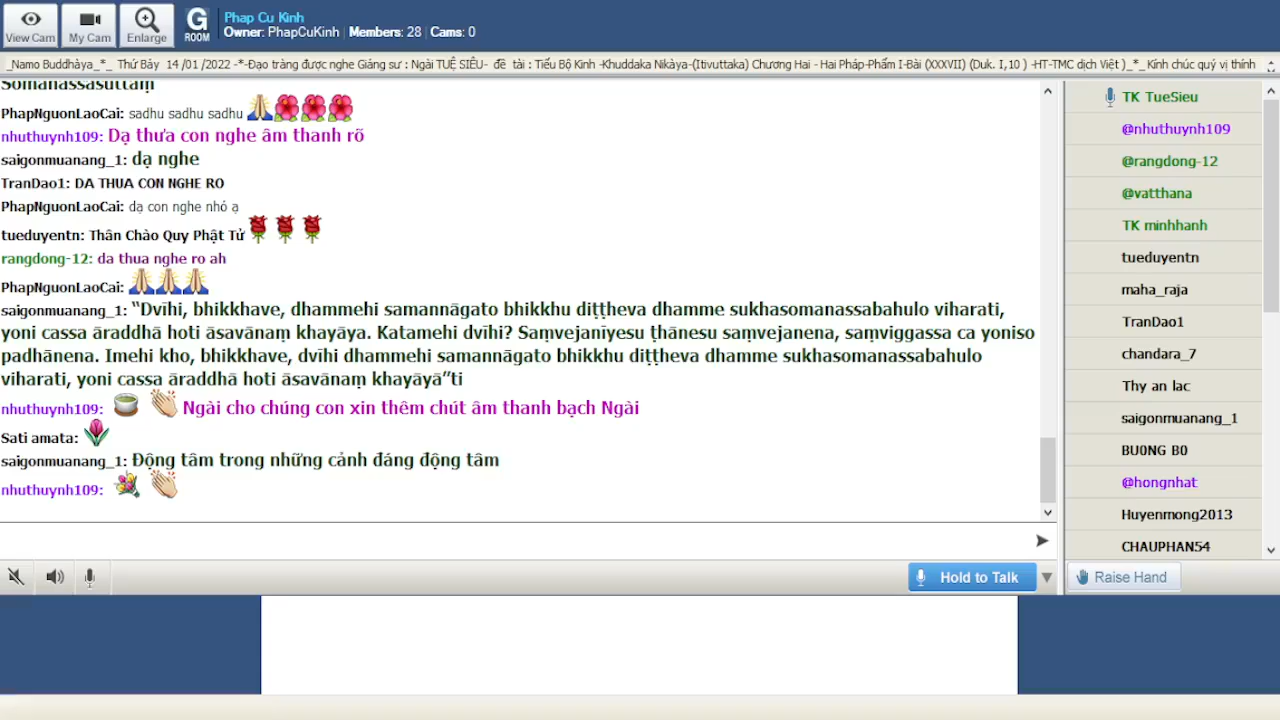 Phap Cu Kinh
Owner: PhapCuKinh | Members: 28 | Cams: 0
View Cam
My Cam
Enlarge
G
ROOM
_Namo Buddhàya_*_ Thứ Bảy 14 /01 /2022 -*-Đạo tràng được nghe Giáng sư : Ngài TUỆ SIÊU- đề tài : Tiểu Bộ Kinh -Khuddaka Nikàya-(Itivuttaka) Chương Hai - Hai Pháp-Phẩm I-Bài (XXXVII) (Duk. I,10 ) -HT-TMC dịch Việt )_*_Kính chúc quý vị thính
Somanassasuttaṃ
PhapNguonLaoCai: sadhu sadhu sadhu
nhuthuynh109: Dạ thưa con nghe âm thanh rõ
saigonmuanang_1: dạ nghe
TranDao1: DA THUA CON NGHE RO
PhapNguonLaoCai: dạ con nghe nhó ạ
tueduyentn: Thân Chào Quy Phật Tử
rangdong-12: da thua nghe ro ah
PhapNguonLaoCai:
saigonmuanang_1: “Dvīhi, bhikkhave, dhammehi samannāgato bhikkhu diṭṭheva dhamme sukhasomanassabahulo viharati,
yoni cassa āraddhā hoti āsavānaṃ khayāya. Katamehi dvīhi? Saṃvejanīyesu ṭhānesu saṃvejanena, saṃviggassa ca yoniso
padhānena. Imehi kho, bhikkhave, dvīhi dhammehi samannāgato bhikkhu diṭṭheva dhamme sukhasomanassabahulo
viharati, yoni cassa āraddhā hoti āsavānaṃ khayāyā”ti
nhuthuynh109: Ngài cho chúng con xin thêm chút âm thanh bạch Ngài
Sati amata:
saigonmuanang_1: Động tâm trong những cảnh đáng động tâm
nhuthuynh109:
TK TueSieu
@nhuthuynh109
@rangdong-12
@vatthana
TK minhhanh
tueduyentn
maha_raja
TranDao1
chandara_7
Thy an lac
saigonmuanang_1
BU0NG B0
@hongnhat
Huyenmong2013
CHAUPHAN54
Hold to Talk
Raise Hand